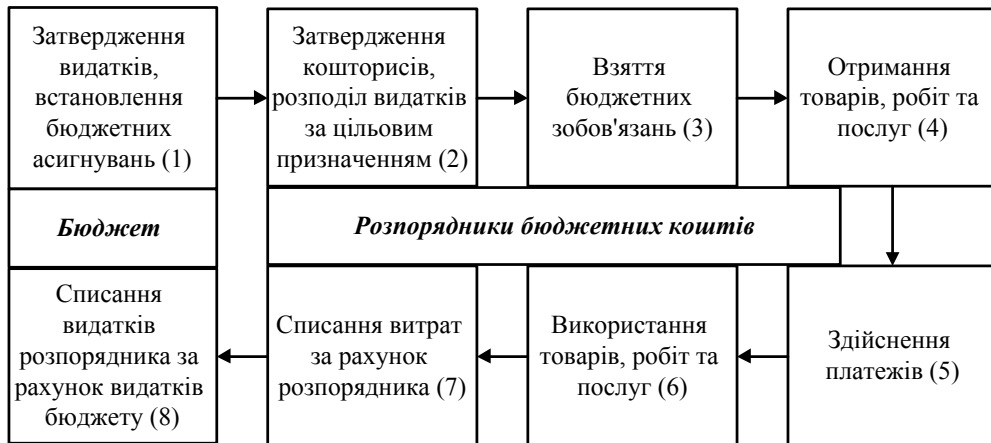 Затвердження
видатків,
встановлення
бюджетних
асигнувань (1)
Затвердження
кошторисів,
розподіл видатків
за цільовим
призначенням (2)
Взяття
бюджетних
зобов'язань (3)
Отримання
товарів, робіт та
послуг (4)
Бюджет
Розпорядники бюджетних коштів
Списання
видатків
розпорядника за
рахунок видатків
бюджету (8)
Списання витрат
за рахунок
розпорядника (7)
Використання
товарів, робіт та
послуг (6)
Здійснення
платежів (5)